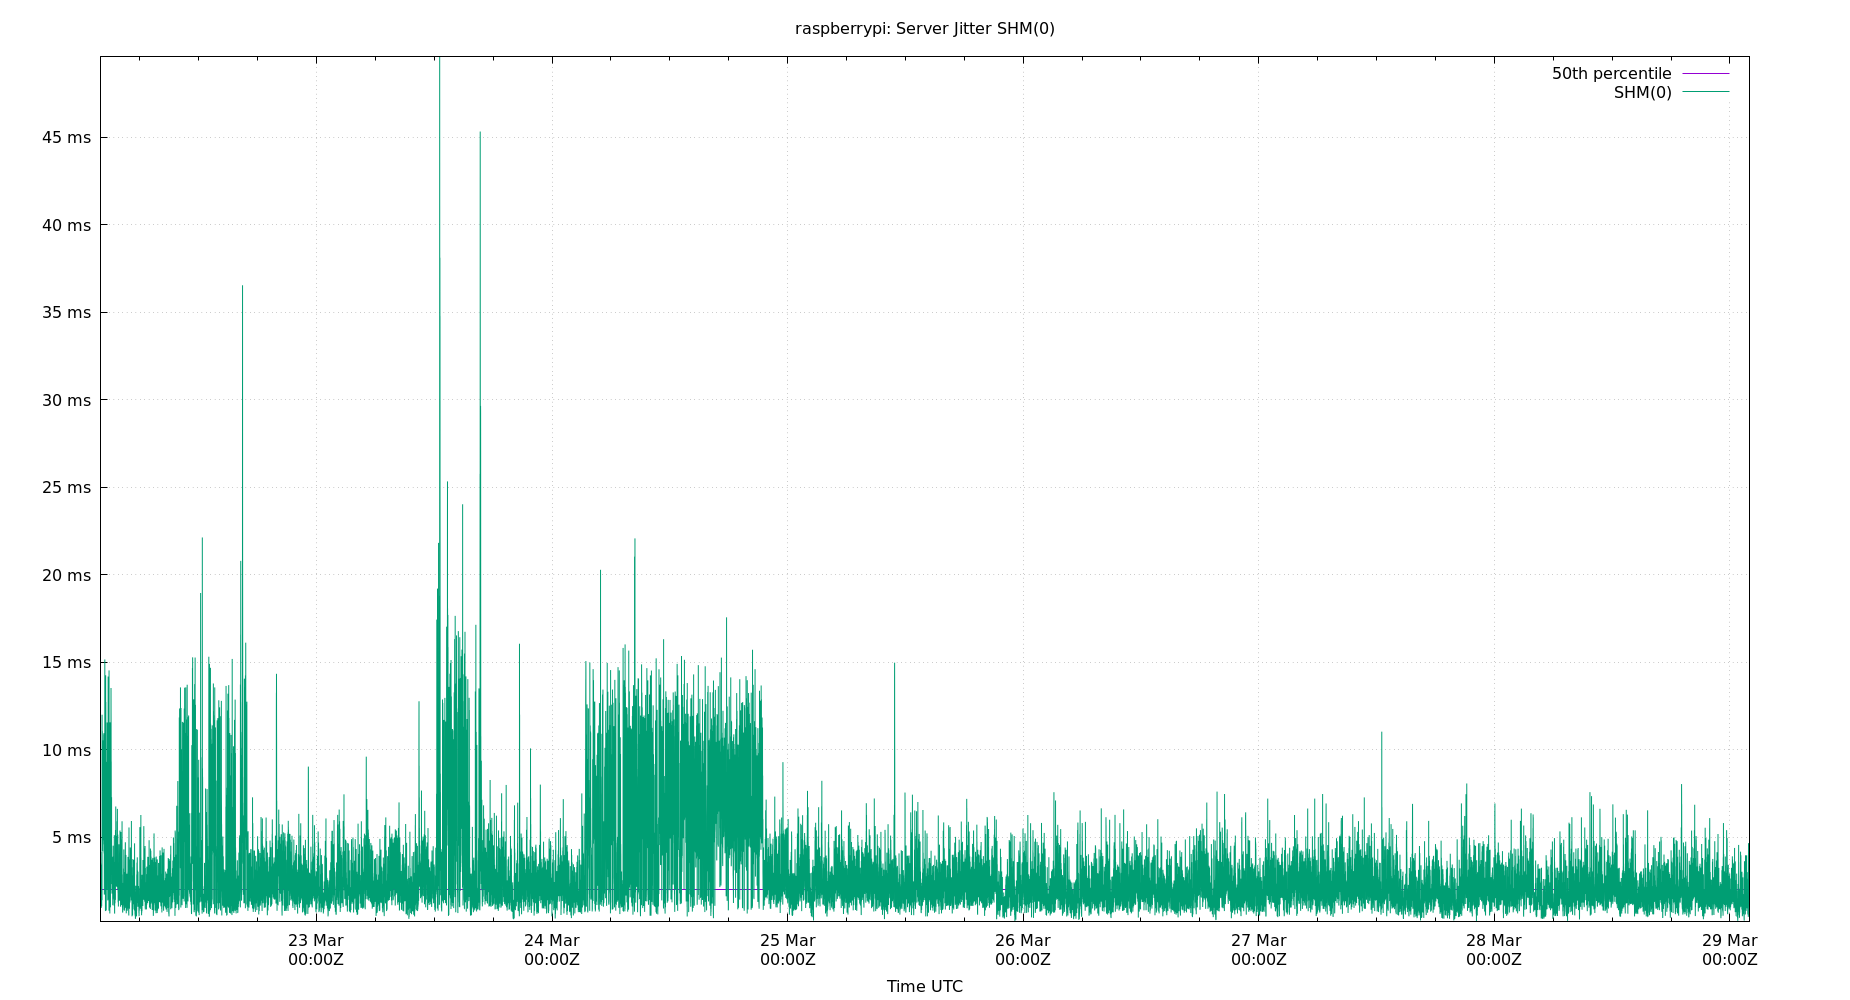 raspberrypi: Server Jitter SHM(0)
50th percentile
SHM(0)
45 ms
40 ms
35 ms
30 ms
25 ms
20 ms
15 ms
10 ms
5 ms
23 Mar 24 Mar 25 Mar 26 Mar 27 Mar 28 Mar 29 Mar
00:00Z 00:00Z 00:00Z 00:00Z 00:00Z 00:00Z 00:00Z
Time UTC